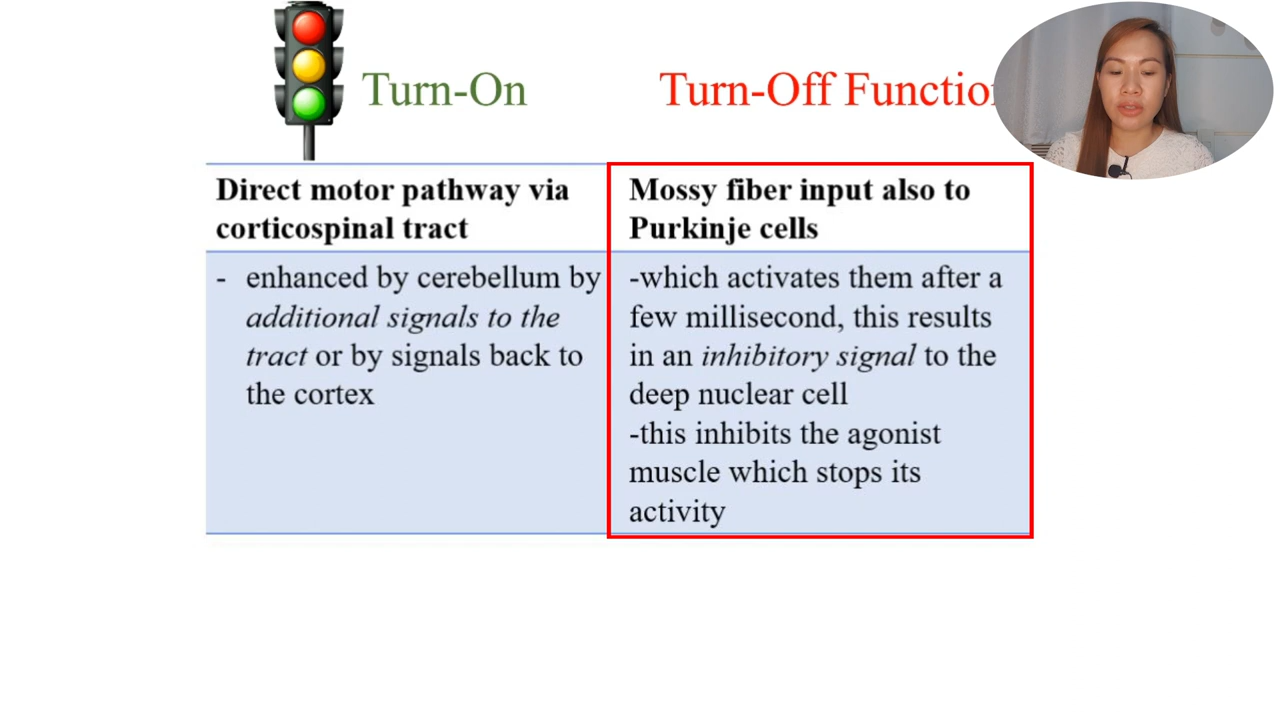 Turn-On
Turn-Off Function
Direct motor pathway via
corticospinal tract
- enhanced by cerebellum by
additional signals to the
tract or by signals back to
the cortex
Mossy fiber input also to
Purkinje cells
-which activates them after a
few millisecond, this results
in an inhibitory signal to the
deep nuclear cell
-this inhibits the agonist
muscle which stops its
activity